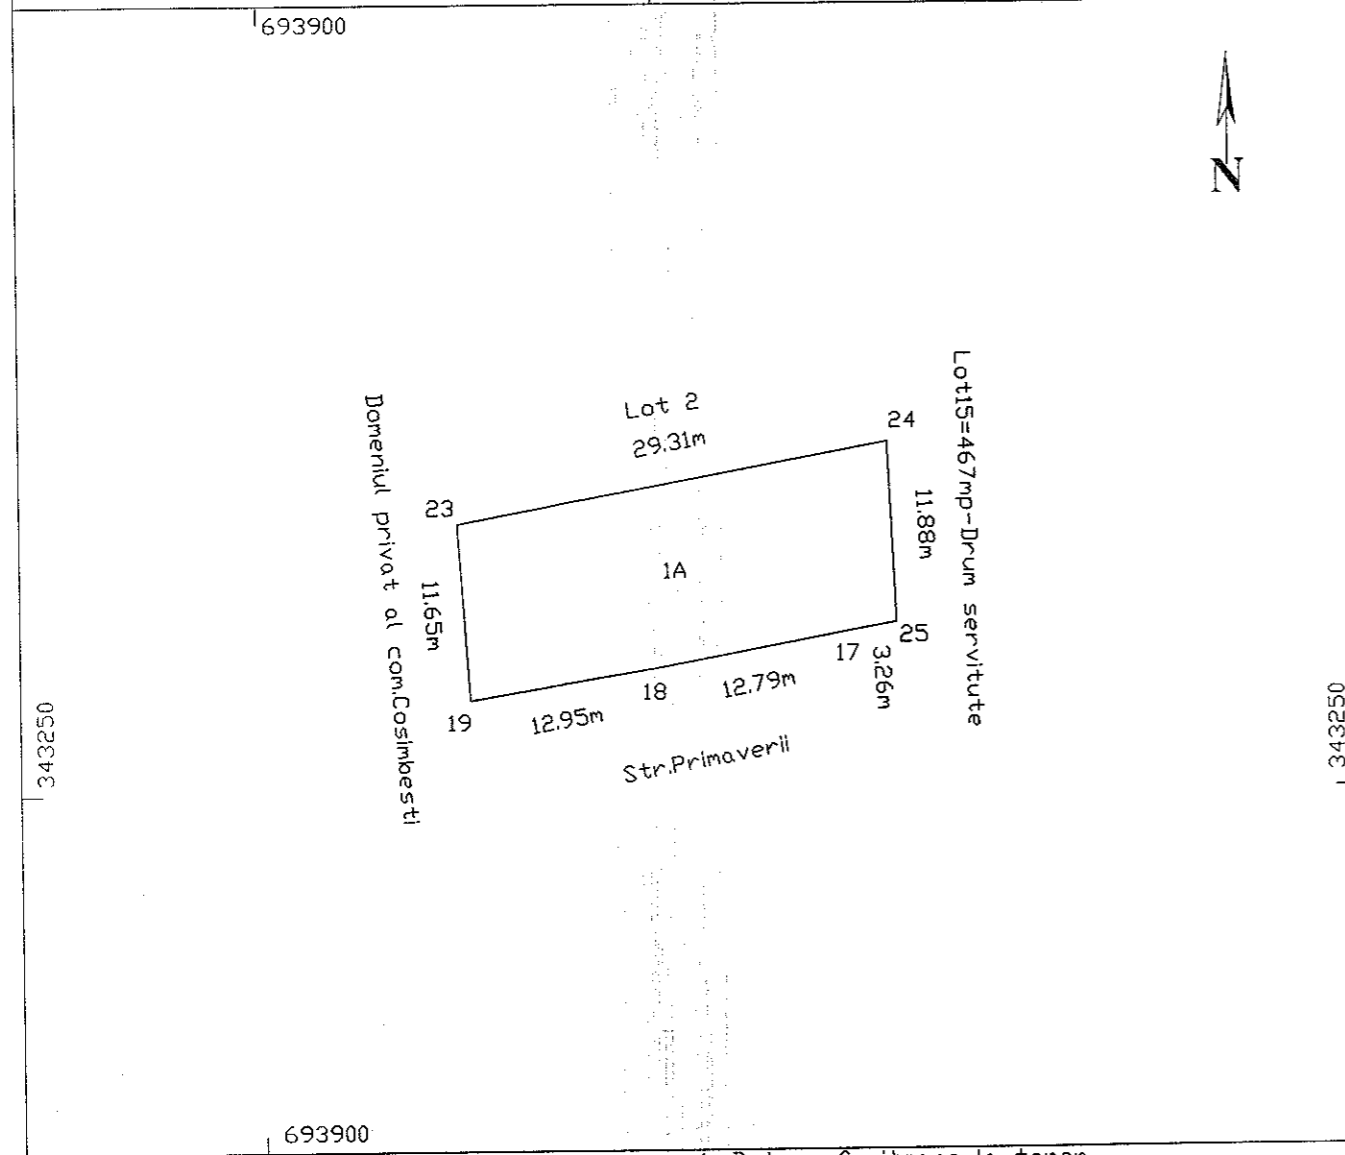 693900
N
Lot 2
29.31m
24
23
Lot15=467mp-Drum servitute
Domeniul privat al com.Cosimbesti
11.88m
11.65m
1A
25
17
3.26m
18
12.79m
19
12.95m
Str.Primaverii
343250
343250
693900